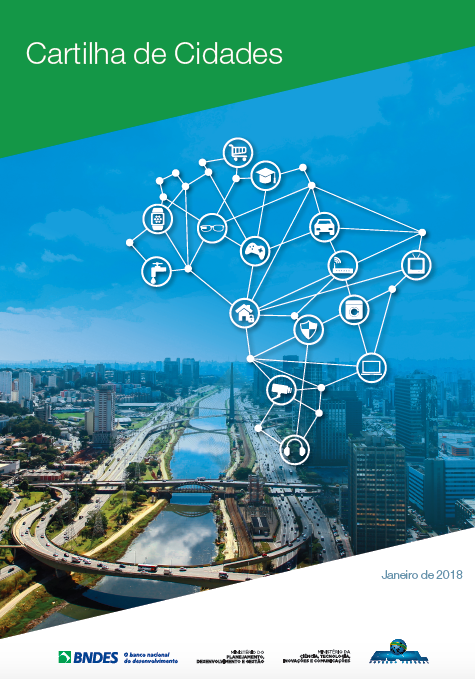 Cartilha de Cidades
Janeiro de 2018
BNDES
O banco nacional
do desenvolvimento
MINISTÉRIO DO
PLANEJAMENTO,
DESENVOLVIMENTO E GESTÃO
MINISTÉRIO DA
CIÊNCIA, TECNOLOGIA,
INOVAÇÕES E COMUNICAÇÕES